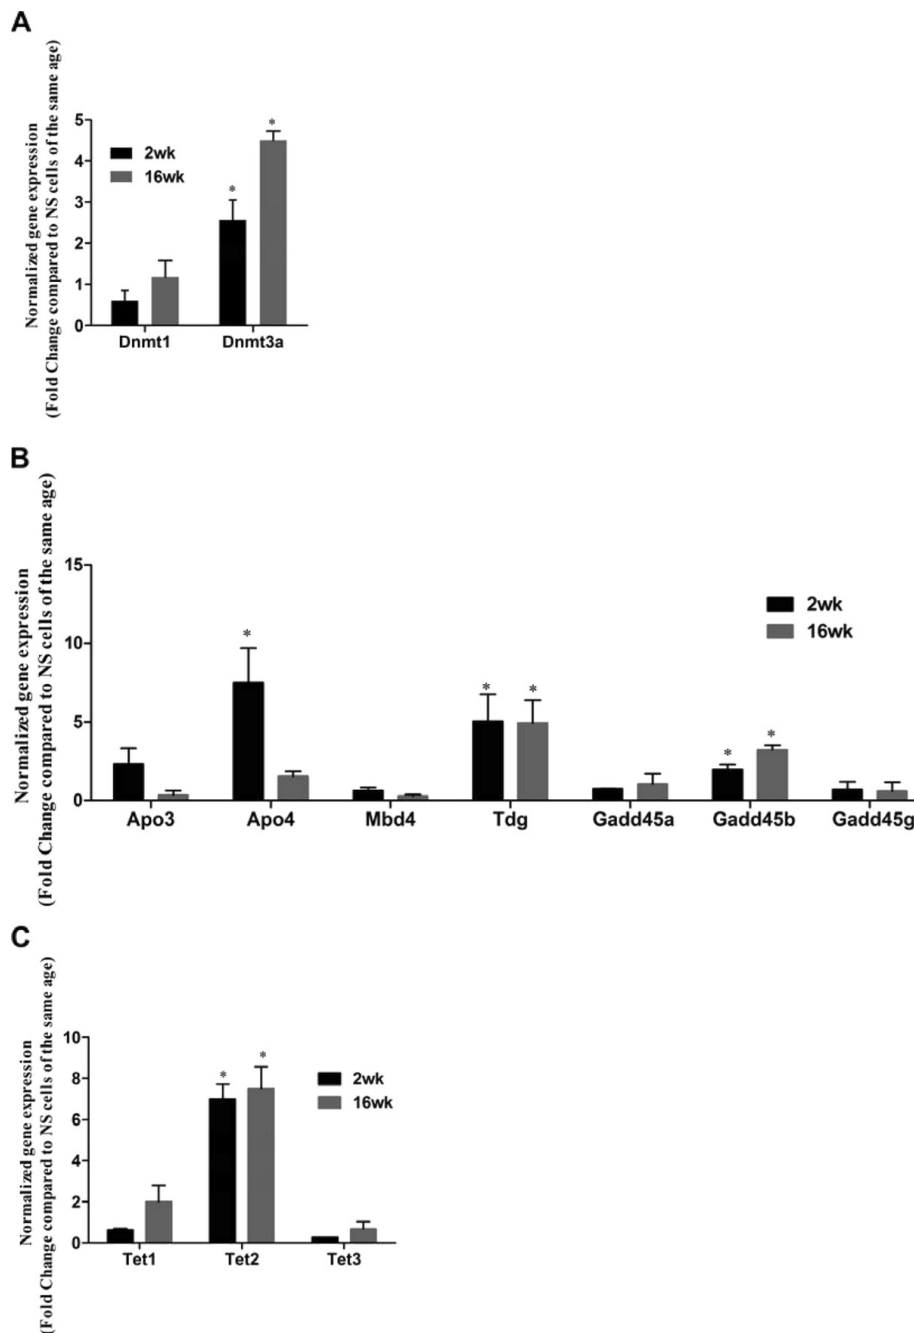 A
Normalized gene expression
(Fold Change compared to NS cells of the same age)
5
4
3
2
1
0
2wk
16wk
*
*
Dnmt1
Dnmt3a
B
Normalized gene expression
(Fold Change compared to NS cells of the same age)
15
10
5
0
2wk
16wk
*
*
*
*
*
Apo3
Apo4
Mbd4
Tdg
Gadd45a
Gadd45b
Gadd45g
C
Normalized gene expression
(Fold Change compared to NS cells of the same age)
10
8
6
4
2
0
*
*
2wk
16wk
Tet1
Tet2
Tet3